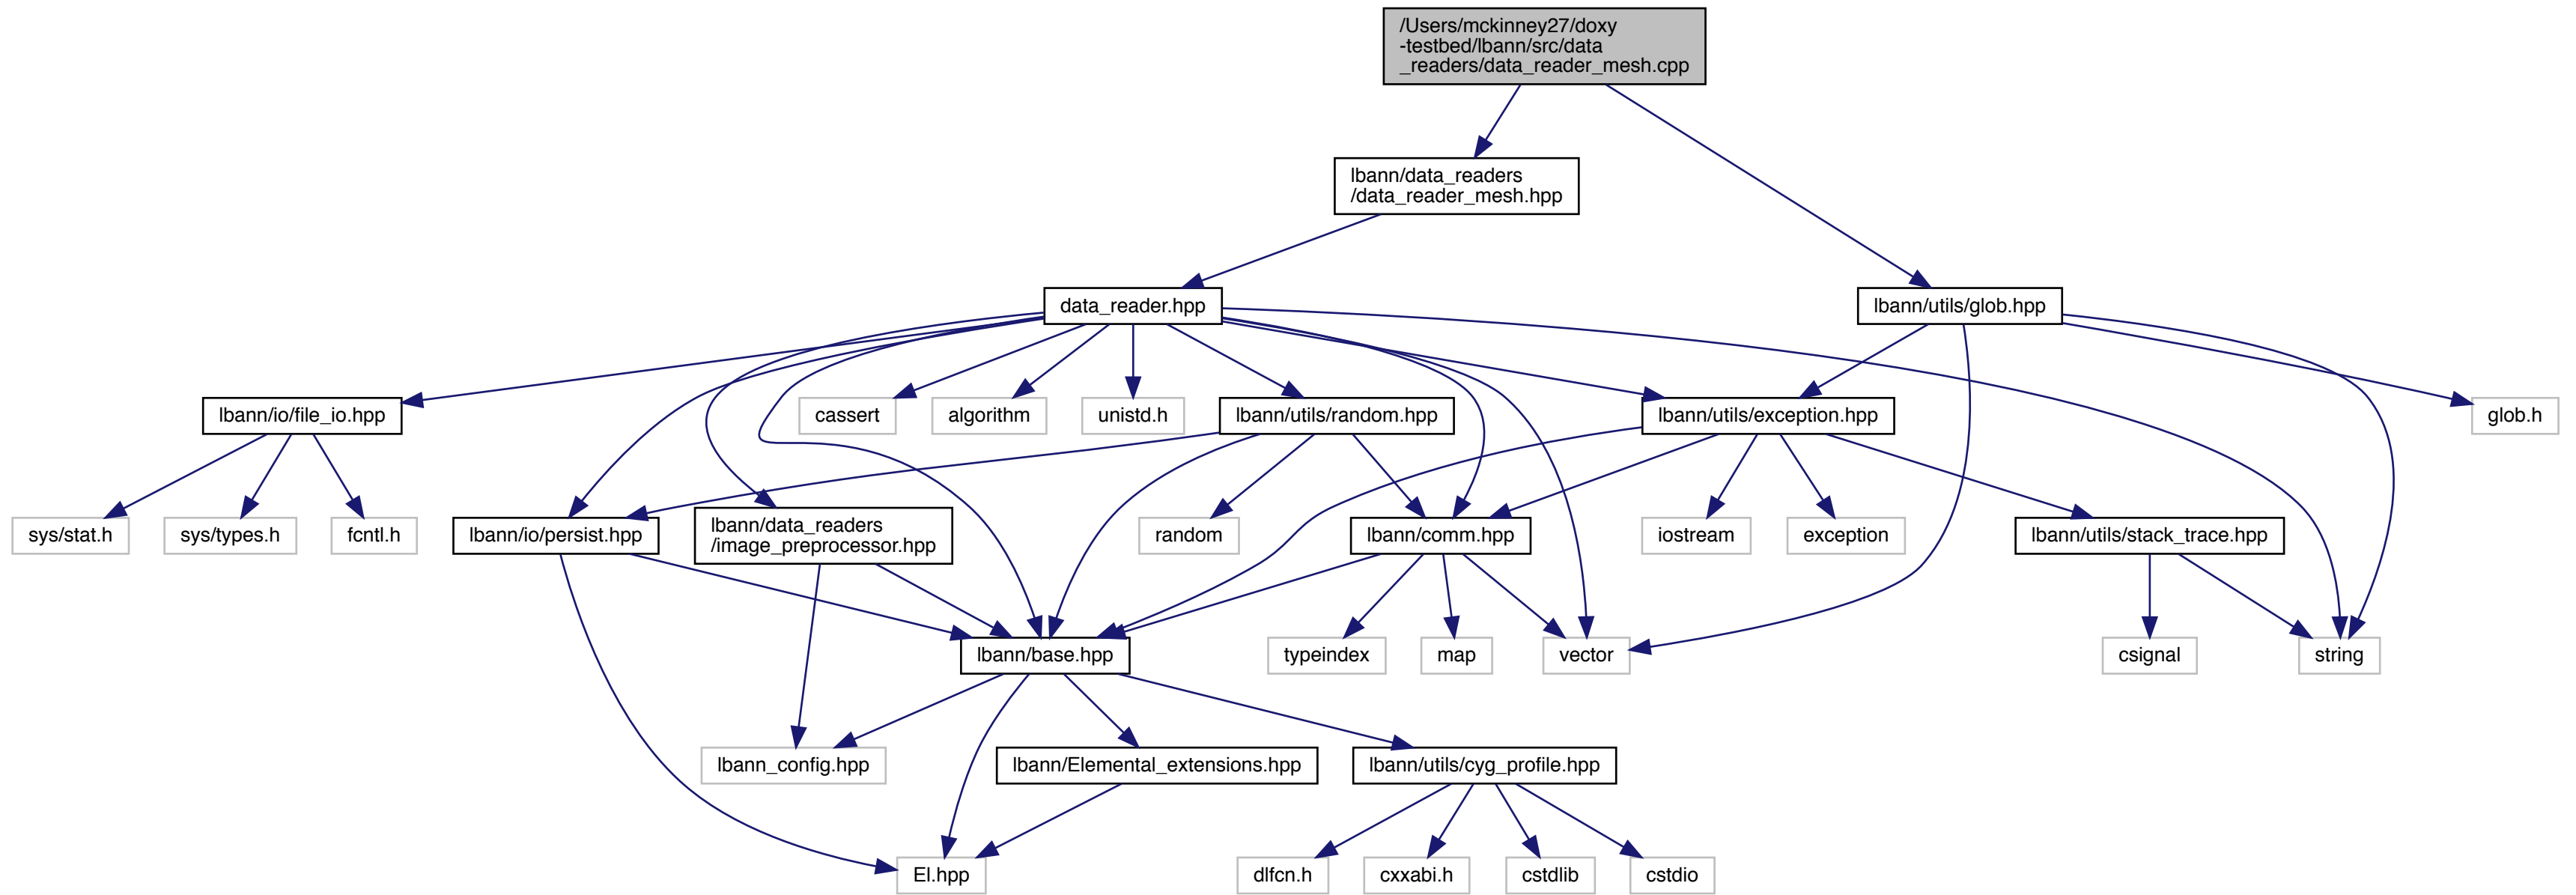 /Users/mckinney27/doxy
-testbed/lbann/src/data
_readers/data_reader_mesh.cpp
lbann/data_readers
/data_reader_mesh.hpp
data_reader.hpp
lbann/utils/glob.hpp
lbann/io/file_io.hpp
cassert
algorithm
unistd.h
lbann/utils/random.hpp
lbann/utils/exception.hpp
glob.h
sys/stat.h
sys/types.h
fcntl.h
lbann/io/persist.hpp
lbann/data_readers
/image_preprocessor.hpp
random
lbann/comm.hpp
iostream
exception
lbann/utils/stack_trace.hpp
lbann/base.hpp
typeindex
map
vector
csignal
string
lbann_config.hpp
lbann/Elemental_extensions.hpp
lbann/utils/cyg_profile.hpp
El.hpp
dlfcn.h
cxxabi.h
cstdlib
cstdio